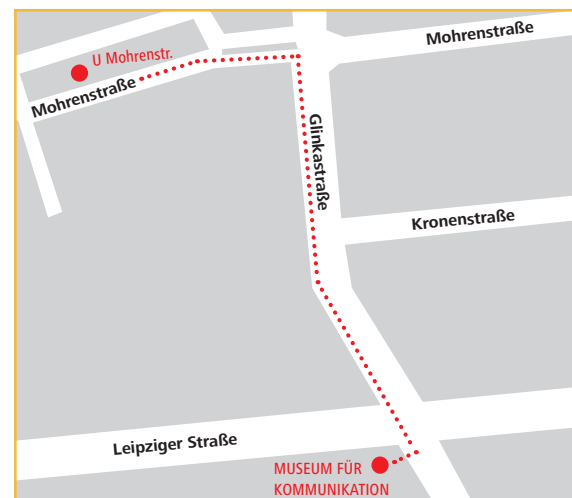 Mohrenstraße
U Mohrenstr.
Mohrenstraße
Glinkastraße
Kronenstraße
Leipziger Straße
MUSEUM FÜR
KOMMUNIKATION